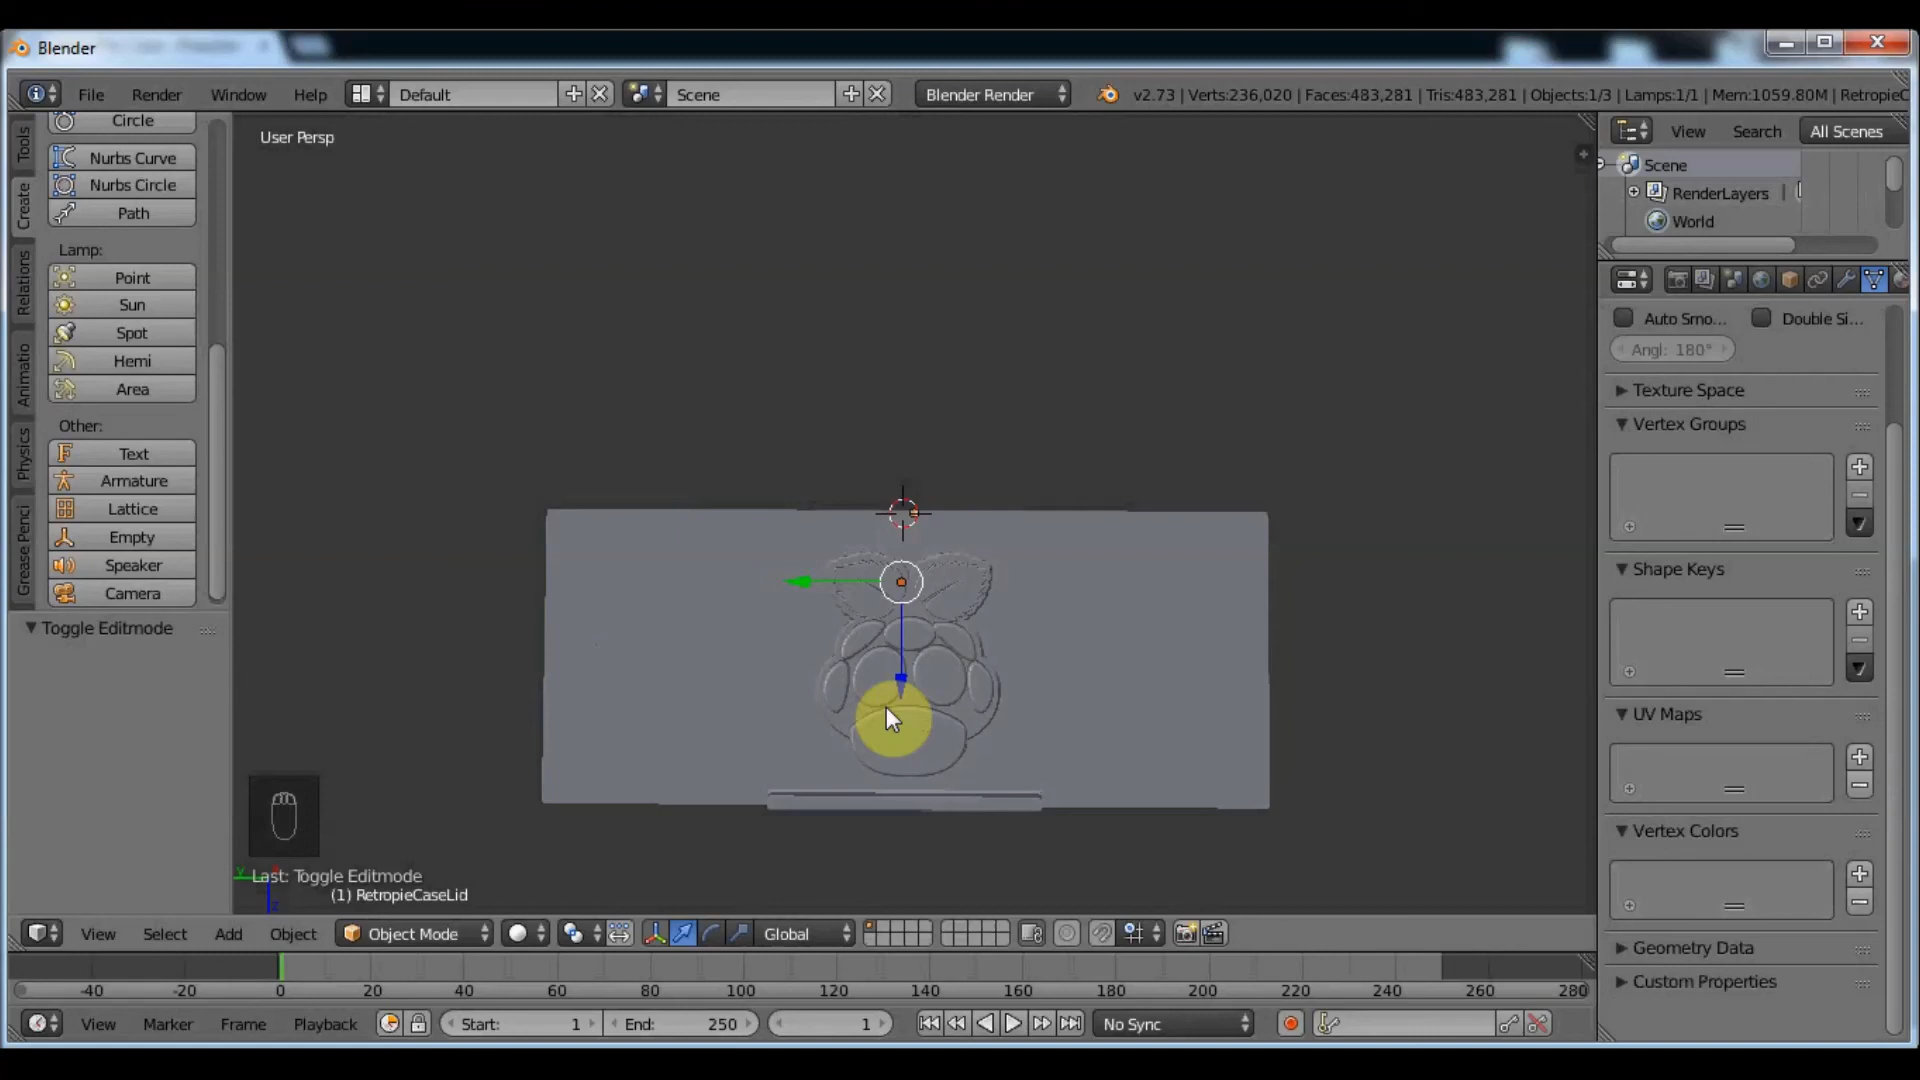 Blender
File Render Window Help Default Scene Blender Render v2.73 | Verts:236,020 | Faces:483,281 | Tris:483,281 | Objects:1/3 | Lamps:1/1 | Mem:1059.80M | RetropieC
Tools
Create
Relations
Animatio
Physics
Grease Penci
Circle
Nurbs Curve
Nurbs Circle
Path
Lamp:
Point
Sun
Spot
Hemi
Area
Other:
Text
Armature
Lattice
Empty
Speaker
Camera
Toggle Editmode
User Persp
Last: Toggle Editmode
(1) RetropieCaseLid
y
z
View Search All Scenes
Scene
RenderLayers
World
Auto Smo... Double Si...
Angl: 180°
Texture Space
Vertex Groups
Shape Keys
UV Maps
Vertex Colors
Geometry Data
Custom Properties
View Select Add Object Object Mode Global
-40 -20 0 20 40 60 80 100 120 140 160 180 200 220 240 260 280
View Marker Frame Playback Start: 1 End: 250 1 No Sync